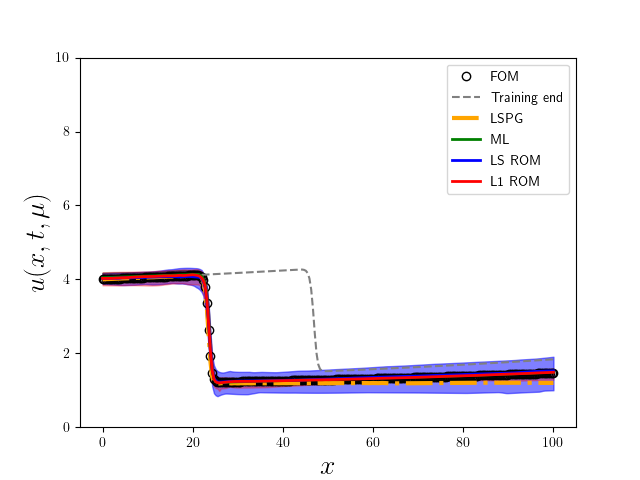 10
8
6
4
2
0
0 20 40 60 80 100
u(x, t, μ)
x
FOM
Training end
LSPG
ML
LS ROM
L1 ROM